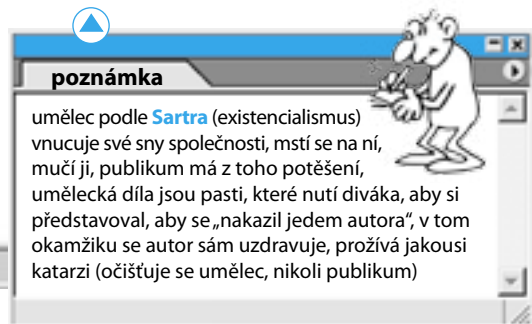 poznámka
umělec podle Sartra (existencialismus)
vnucuje své sny společnosti, mstí se na ní,
mučí ji, publikum má z toho potěšení,
umělecká díla jsou pasti, které nutí diváka, aby si
představoval, aby se „nakazil jedem autora“, v tom
okamžiku se autor sám uzdravuje, prožívá jakousi
katarzi (očišťuje se umělec, nikoli publikum)